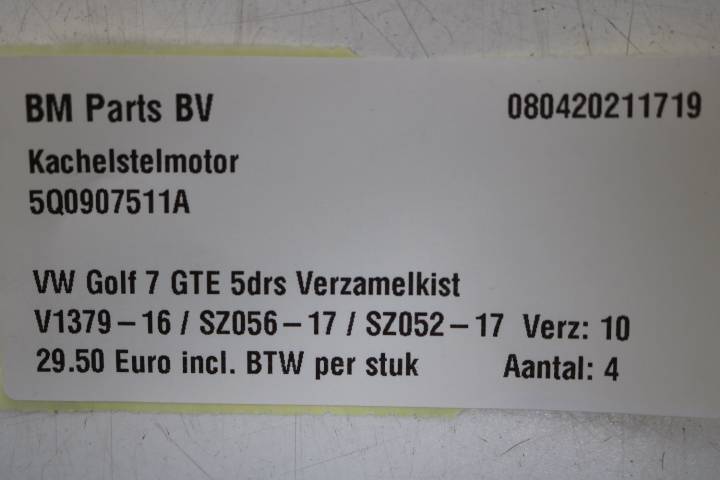 BM Parts BV 080420211719
Kachelstelmotor
5Q0907511A
VW Golf 7 GTE 5drs Verzamelkist
V1379-16 / SZ056-17 / SZ052-17 Verz: 10
29.50 Euro incl. BTW per stuk Aantal: 4